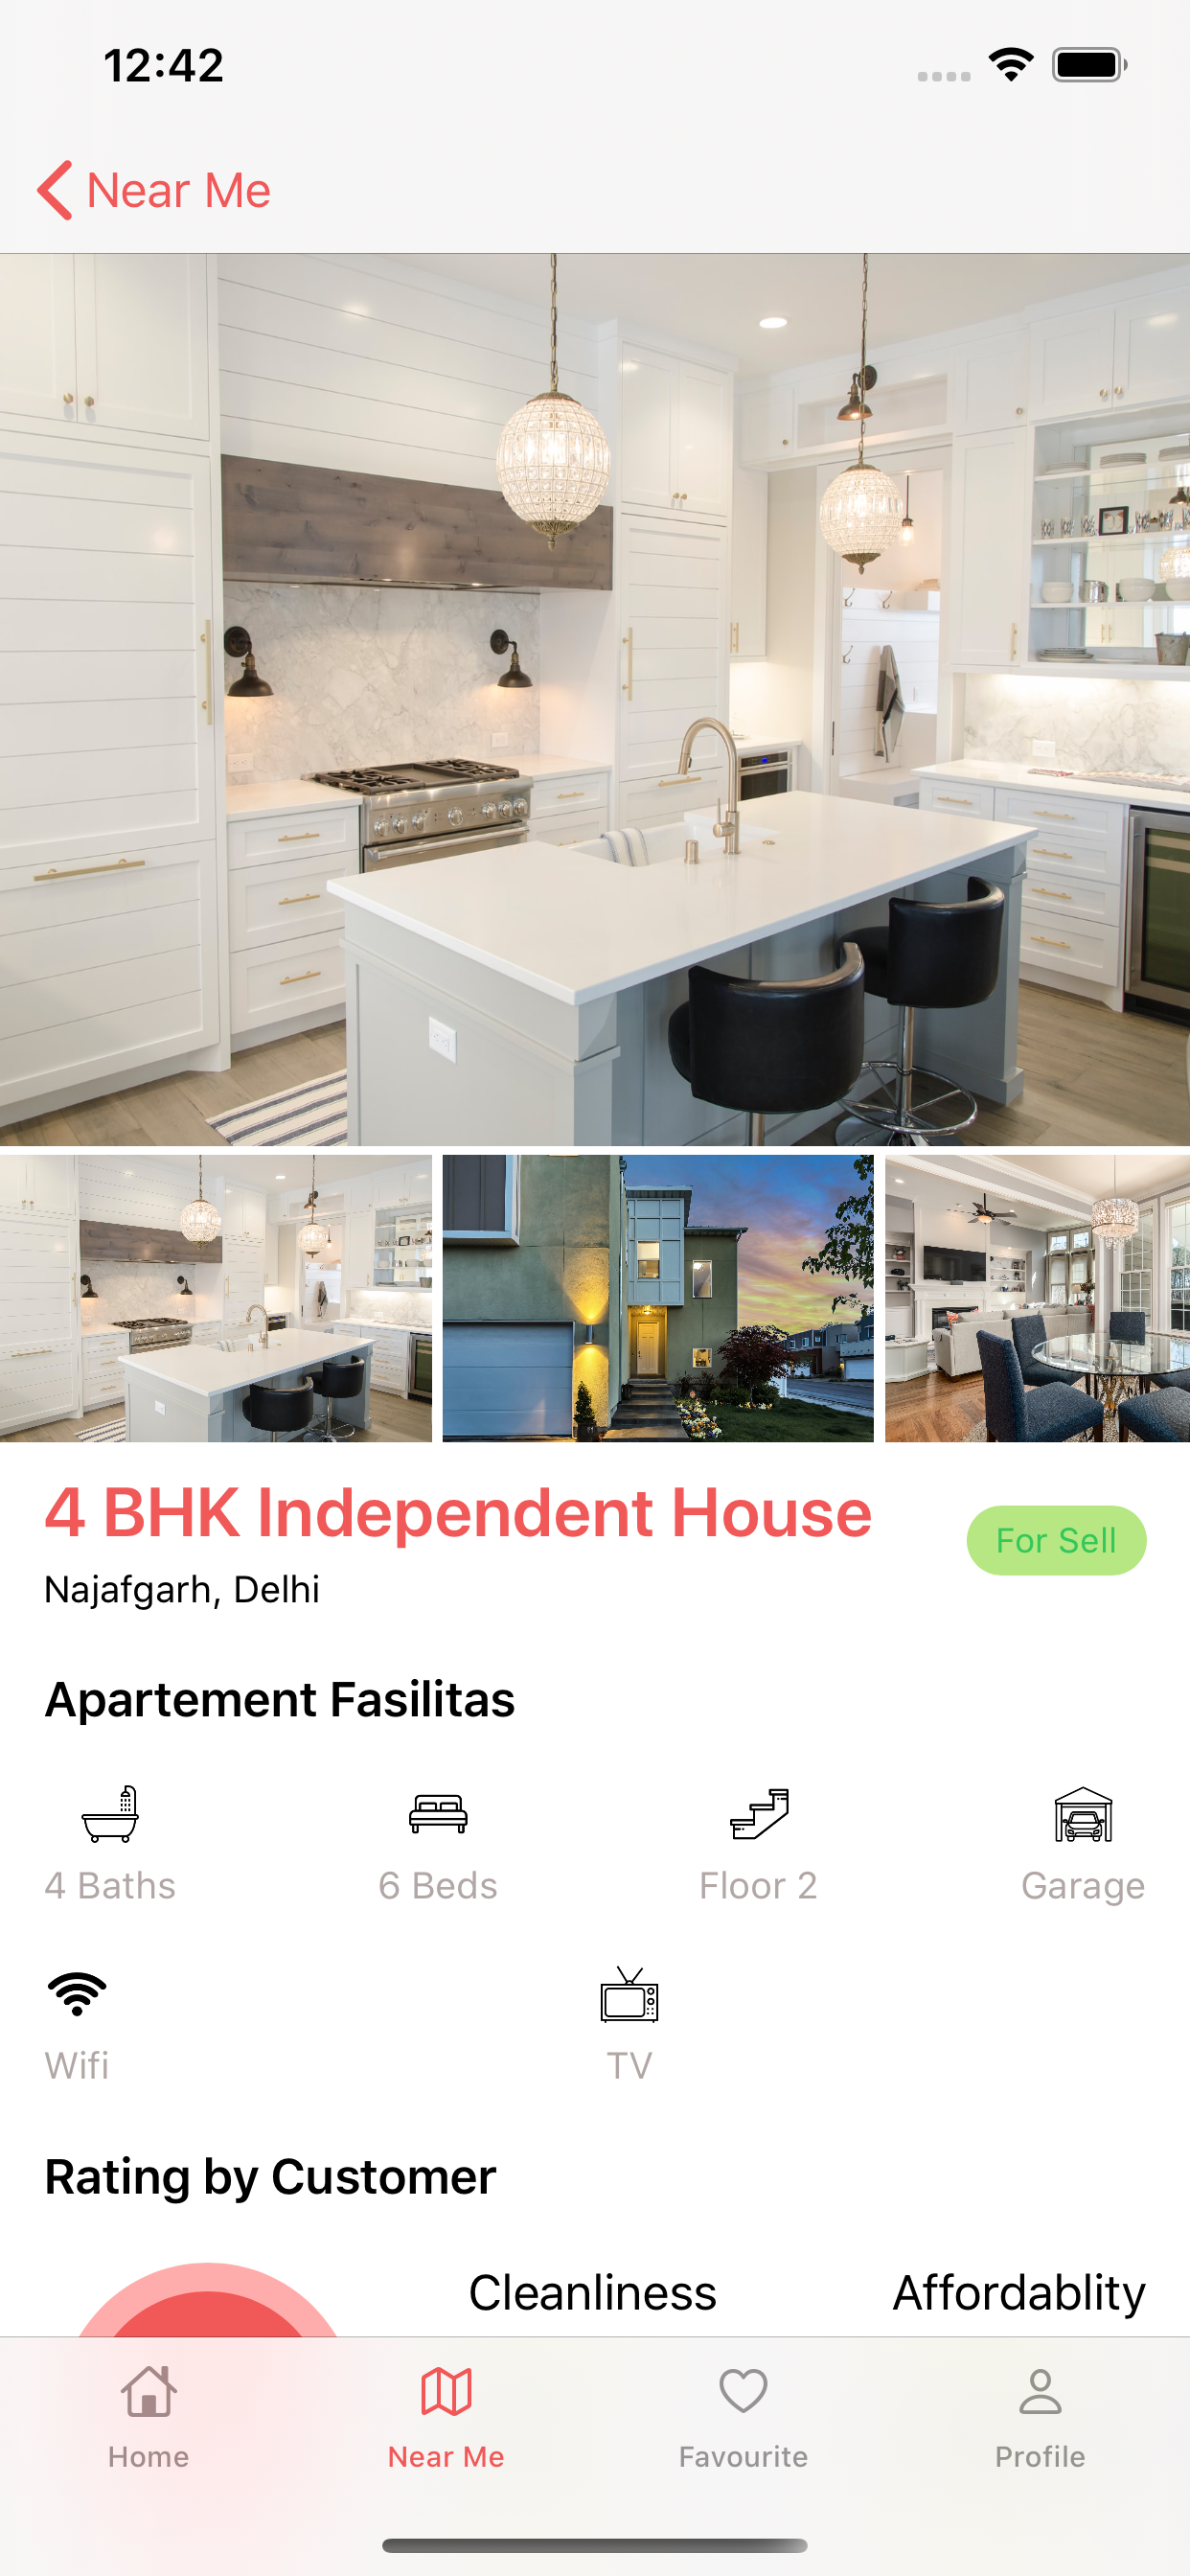 12:42
Near Me
4 BHK Independent House
For Sell
Najafgarh, Delhi
Apartement Fasilitas
4 Baths
6 Beds
Floor 2
Garage
Wifi
TV
Rating by Customer
Cleanliness
Affordablity
Home
Near Me
Favourite
Profile